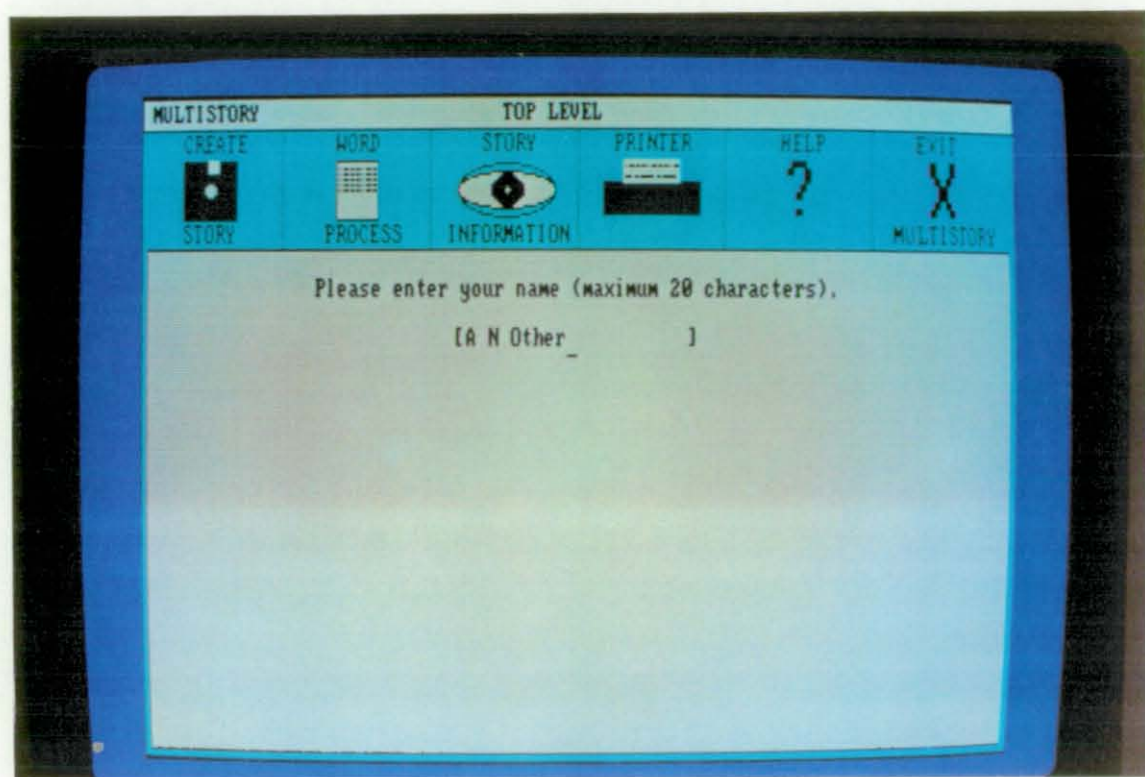 MULTISTORY TOP LEVEL
CREATE WORD STORY PRINTER HELP EXIT
?
X
STORY PROCESS INFORMATION MULTISTORY
Please enter your name (maximum 20 characters).
[A N Other_ ]